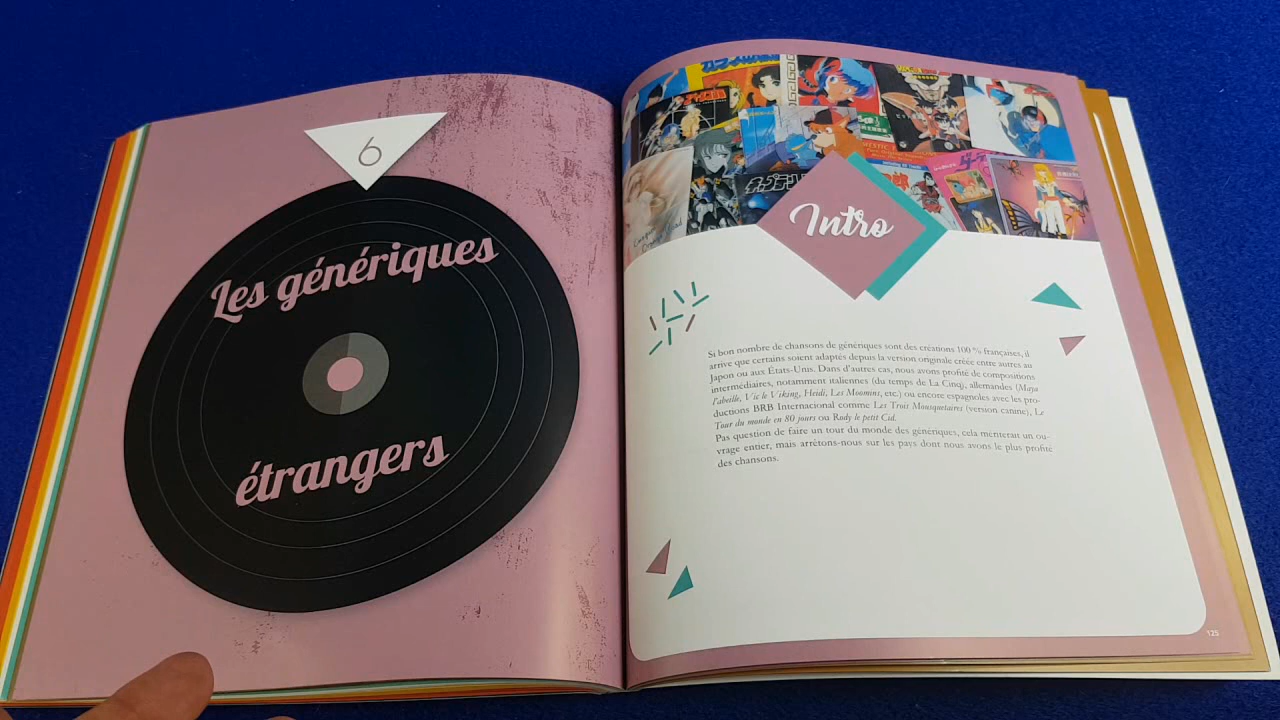 6
Les génériques
étrangers
Intro
Si bon nombre de chansons de génériques sont des créations 100 % françaises, il
arrive que certains soient adaptés depuis la version originale créée entre autres au
Japon ou aux États-Unis. Dans d'autres cas, nous avons profité de compositions
intermédiaires, notamment italiennes (du temps de La Cinq), allemandes (Maya
l'abeille, Vic le Viking, Heidi, Les Moomins, etc.) ou encore espagnoles avec les pro-
ductions BRB Internacional comme Les Trois Mousquetaires (version canine), Le
Tour du monde en 80 jours ou Rody le petit Cid.
Pas question de faire un tour du monde des génériques, cela mériterait un ou-
vrage entier, mais arrêtons-nous sur les pays dont nous avons le plus profité
des chansons.
125